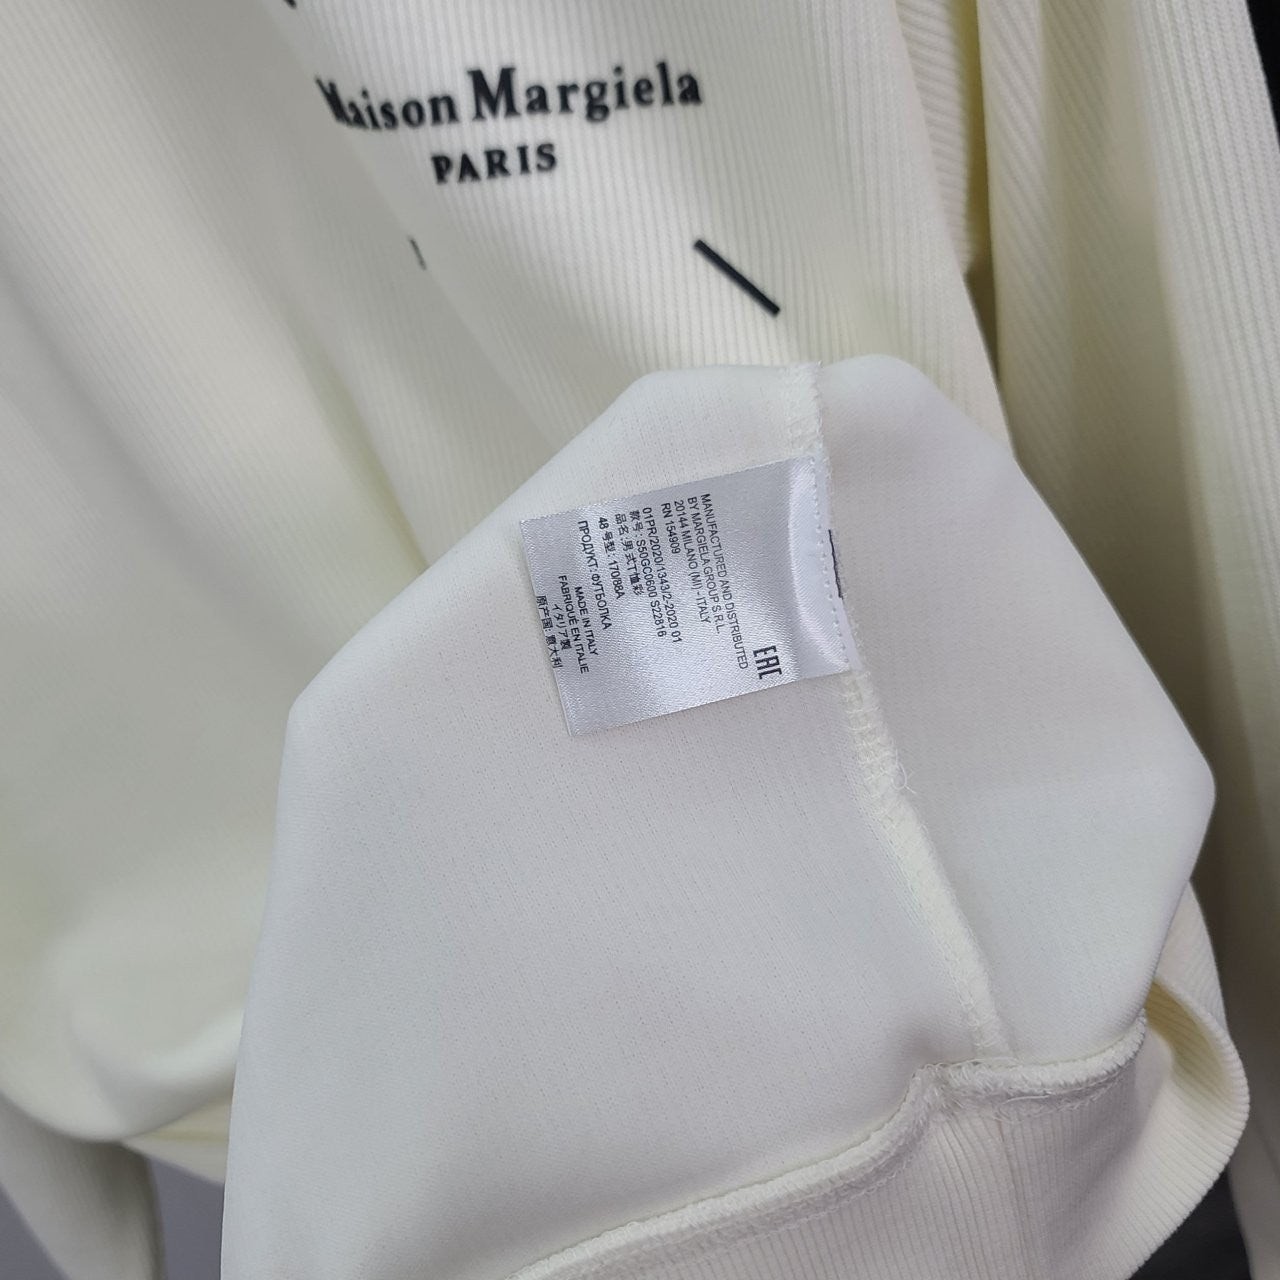 Maison Margiela
PARIS
EAC
MANUFACTURED AND DISTRIBUTED
BY MARGIELA GROUP S.R.L.
20144 MILANO (MI) - ITALY
RN 154909
01PR/2020/1343/2-2020 01
款号: S50GC0600 S22816
品名: 男式T恤彩
48 号型: 170/88A
ПРОДУКТ: ФУТБОЛКА
MADE IN ITALY
FABRIQUÉ EN ITALIE
イタリア製
原产国: 意大利